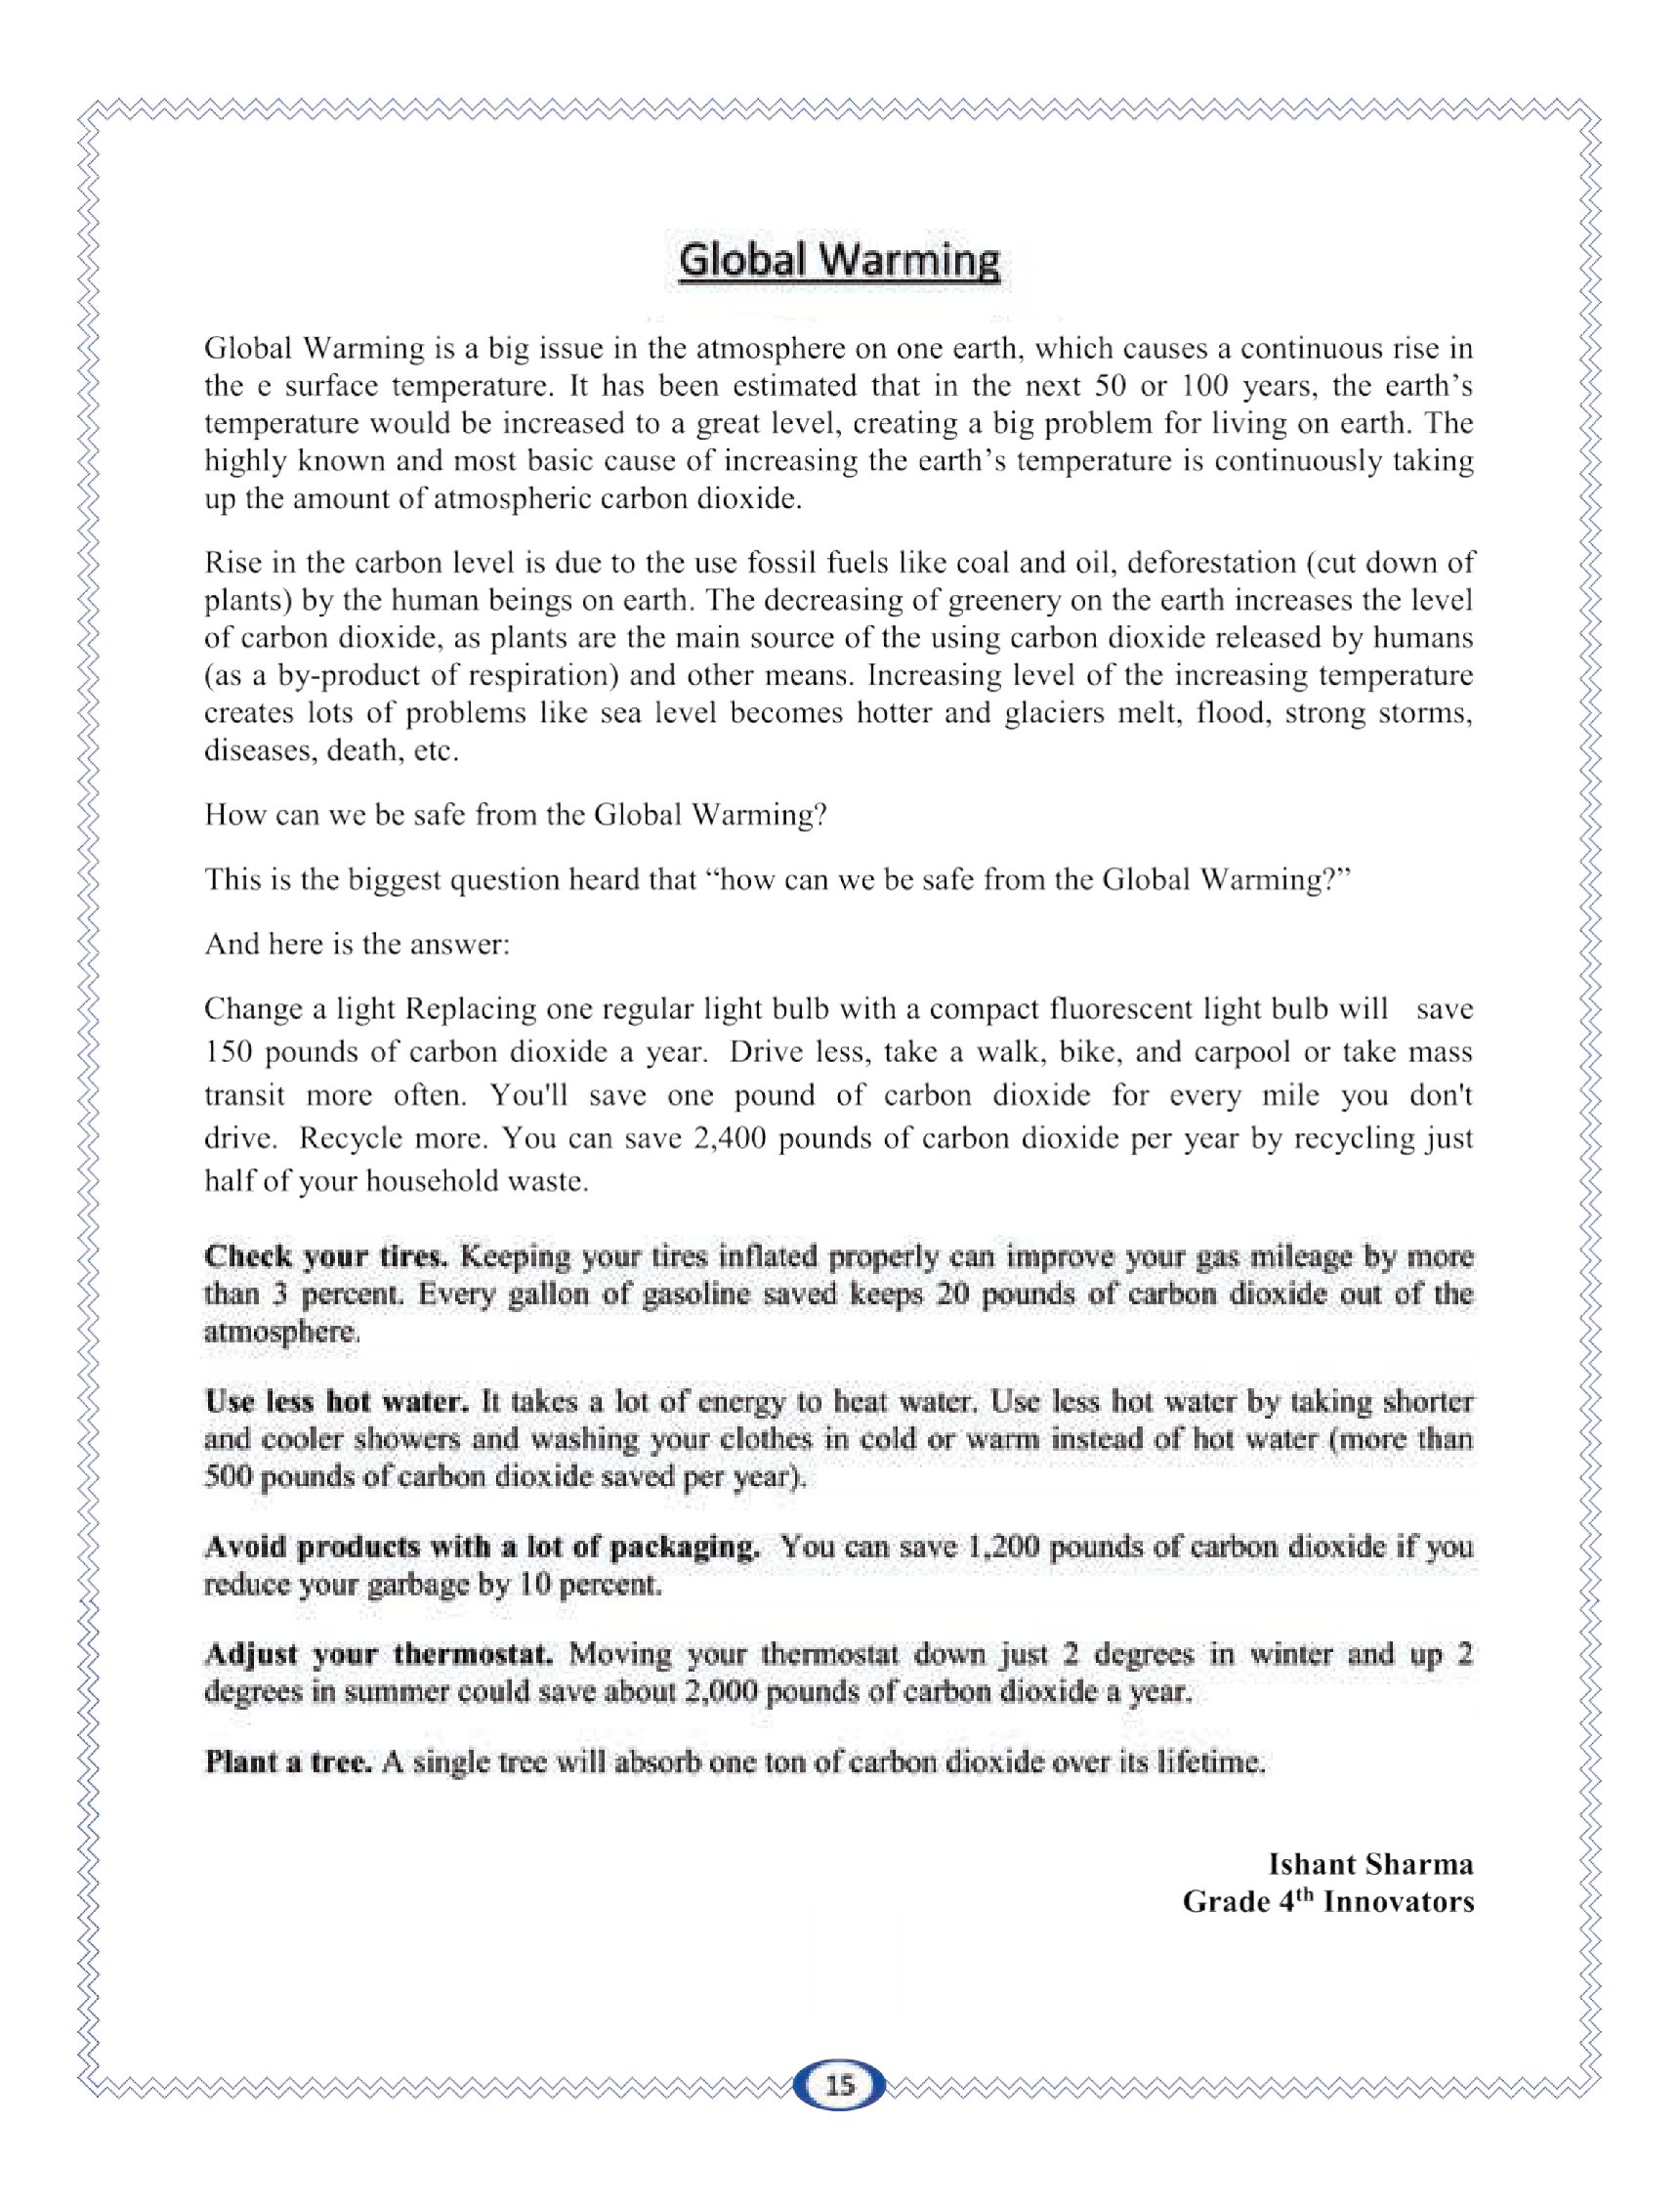 Global Warming
Global Warming is a big issue in the atmosphere on one earth, which causes a continuous rise in
the e surface temperature. It has been estimated that in the next 50 or 100 years, the earth’s
temperature would be increased to a great level, creating a big problem for living on earth. The
highly known and most basic cause of increasing the earth’s temperature is continuously taking
up the amount of atmospheric carbon dioxide.
Rise in the carbon level is due to the use fossil fuels like coal and oil, deforestation (cut down of
plants) by the human beings on earth. The decreasing of greenery on the earth increases the level
of carbon dioxide, as plants are the main source of the using carbon dioxide released by humans
(as a by-product of respiration) and other means. Increasing level of the increasing temperature
creates lots of problems like sea level becomes hotter and glaciers melt, flood, strong storms,
diseases, death, etc.
How can we be safe from the Global Warming?
This is the biggest question heard that “how can we be safe from the Global Warming?”
And here is the answer:
Change a light Replacing one regular light bulb with a compact fluorescent light bulb will save
150 pounds of carbon dioxide a year. Drive less, take a walk, bike, and carpool or take mass
transit more often. You'll save one pound of carbon dioxide for every mile you don't
drive. Recycle more. You can save 2,400 pounds of carbon dioxide per year by recycling just
half of your household waste.
Check your tires. Keeping your tires inflated properly can improve your gas mileage by more
than 3 percent. Every gallon of gasoline saved keeps 20 pounds of carbon dioxide out of the
atmosphere.
Use less hot water. It takes a lot of energy to heat water. Use less hot water by taking shorter
and cooler showers and washing your clothes in cold or warm instead of hot water (more than
500 pounds of carbon dioxide saved per year).
Avoid products with a lot of packaging. You can save 1,200 pounds of carbon dioxide if you
reduce your garbage by 10 percent.
Adjust your thermostat. Moving your thermostat down just 2 degrees in winter and up 2
degrees in summer could save about 2,000 pounds of carbon dioxide a year.
Plant a tree. A single tree will absorb one ton of carbon dioxide over its lifetime.
Ishant Sharma
Grade 4th Innovators
15